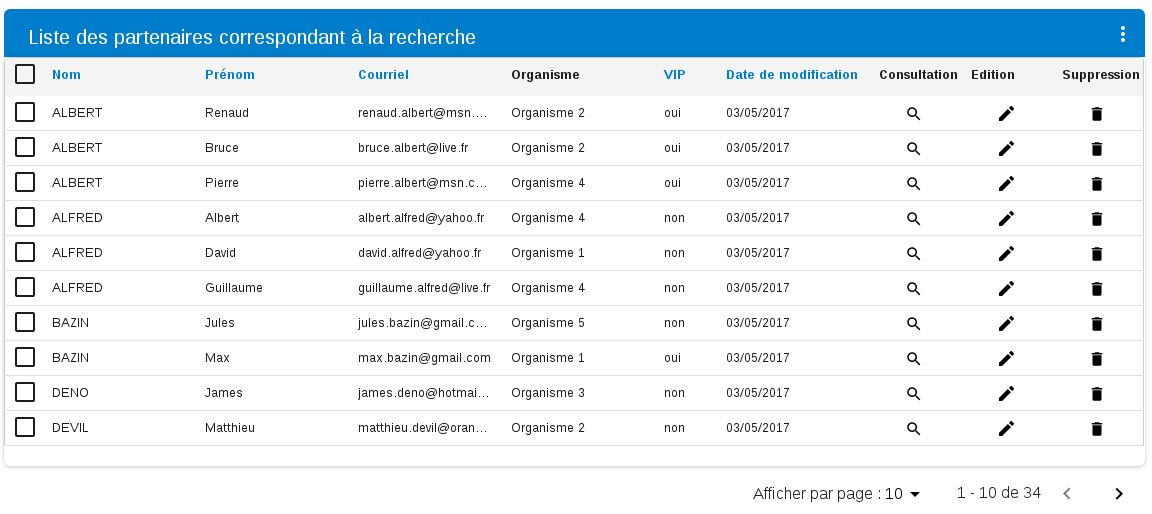 Liste des partenaires correspondant à la recherche
Nom Prénom Courriel Organisme VIP Date de modification Consultation Edition Suppression
ALBERT Renaud renaud.albert@msn.... Organisme 2 oui 03/05/2017
ALBERT Bruce bruce.albert@live.fr Organisme 2 oui 03/05/2017
ALBERT Pierre pierre.albert@msn.c... Organisme 4 oui 03/05/2017
ALFRED Albert albert.alfred@yahoo.fr Organisme 4 non 03/05/2017
ALFRED David david.alfred@yahoo.fr Organisme 1 non 03/05/2017
ALFRED Guillaume guillaume.alfred@live.fr Organisme 4 non 03/05/2017
BAZIN Jules jules.bazin@gmail.c... Organisme 5 non 03/05/2017
BAZIN Max max.bazin@gmail.com Organisme 1 oui 03/05/2017
DENO James james.deno@hotmai... Organisme 3 non 03/05/2017
DEVIL Matthieu matthieu.devil@oran... Organisme 2 non 03/05/2017
Afficher par page : 10 1 - 10 de 34